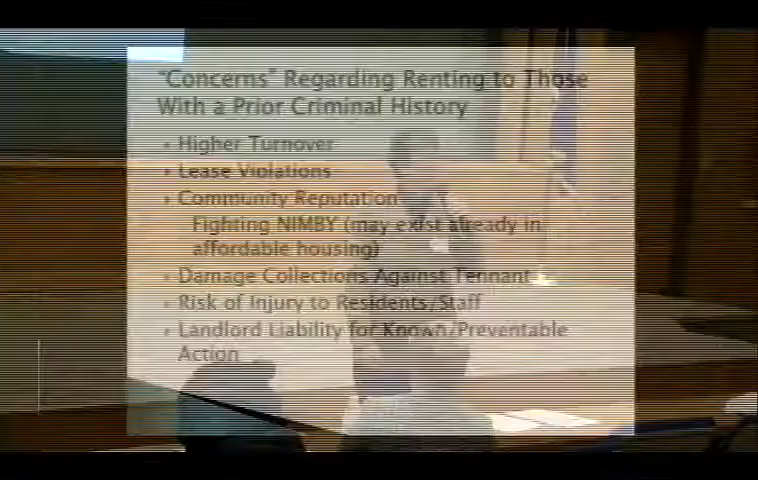 “Concerns” Regarding Renting to Those
With a Prior Criminal History
Higher Turnover
Lease Violations
Community Reputation
Fighting NIMBY (may exist already in
affordable housing)
Damage Collections Against Tennant
Risk of Injury to Residents/Staff
Landlord Liability for Known/Preventable
Action